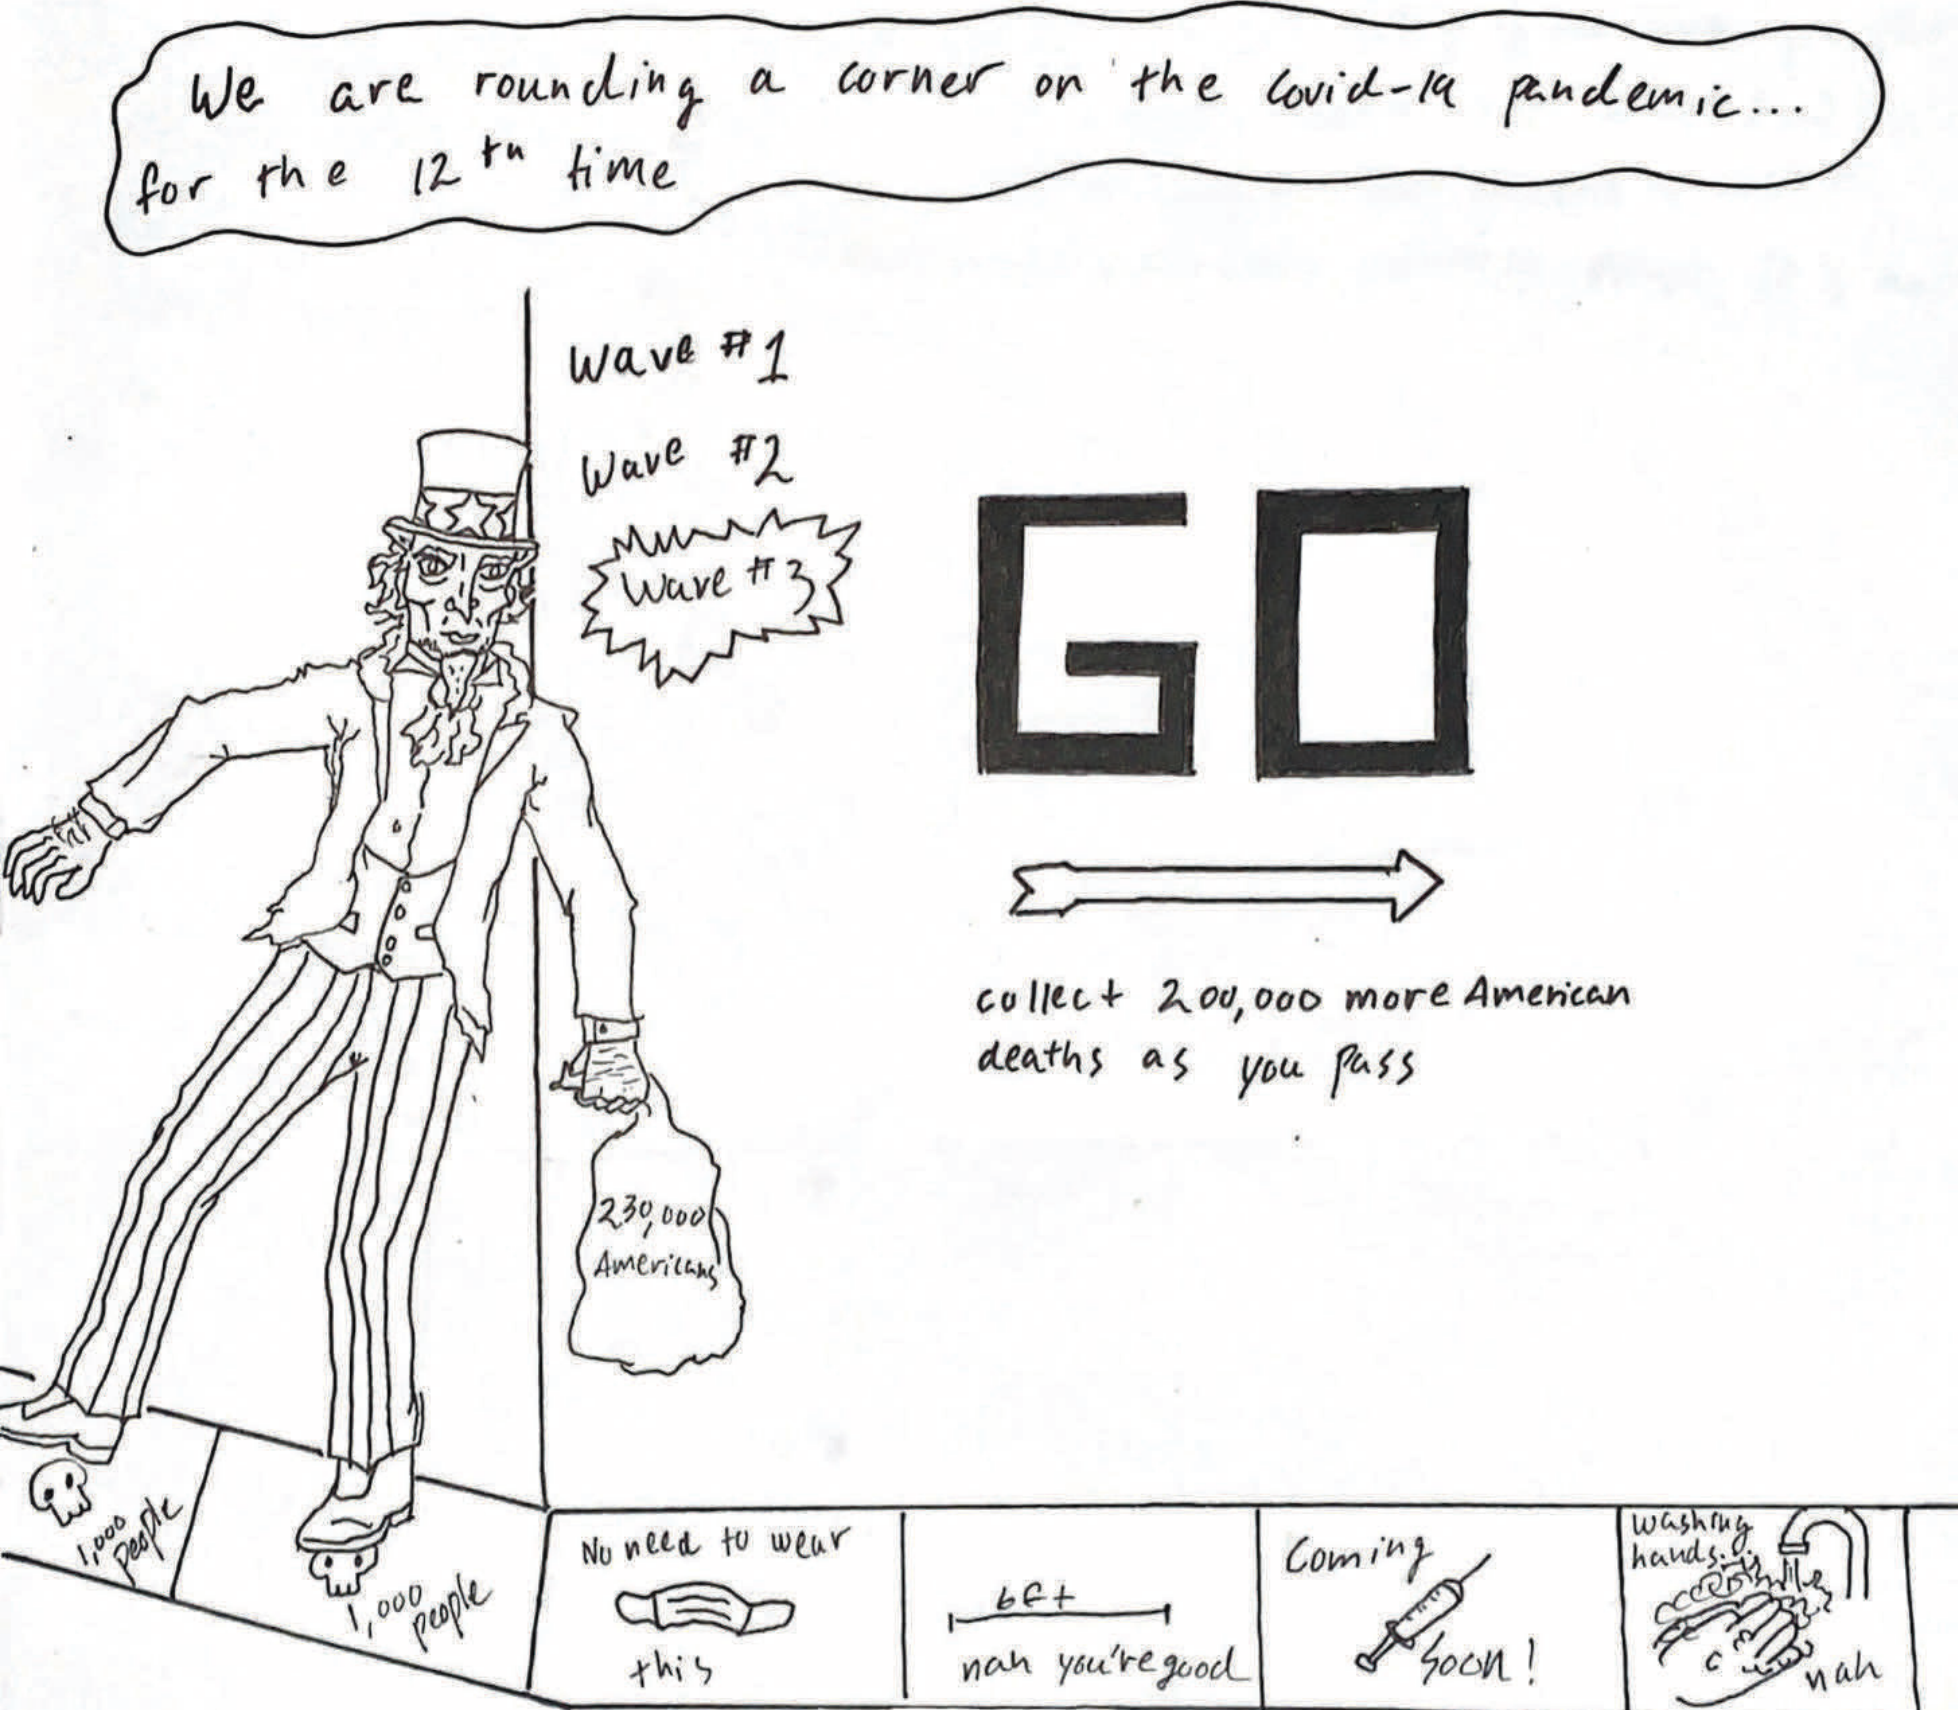 We are rounding a corner on the Covid-19 pandemic...
for the 12th time
Wave #1
Wave #2
Wave #3
GO
collect 200,000 more American
deaths as you pass
230,000
Americans
1,000
people
1,000
people
No need to wear
this
6ft
nah you're good
Coming
Soon!
washing
hands..
nah